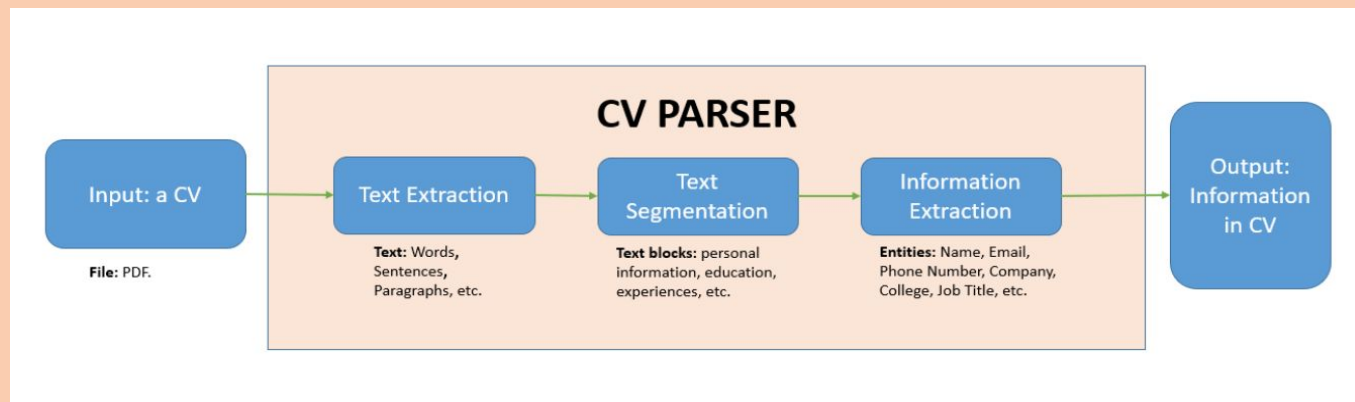 CV PARSER
Input: a CV
File: PDF.
Text Extraction
Text: Words,
Sentences,
Paragraphs, etc.
Text
Segmentation
Text blocks: personal
information, education,
experiences, etc.
Information
Extraction
Entities: Name, Email,
Phone Number, Company,
College, Job Title, etc.
Output:
Information
in CV